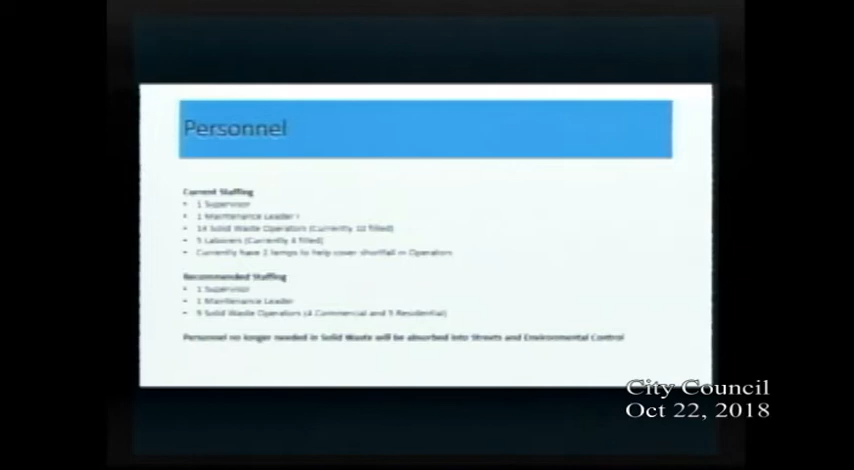 Personnel
Current Staffing
• 1 Supervisor
• 1 Maintenance Leader I
• 14 Solid Waste Operators (Currently 10 filled)
• 5 Laborers (Currently 4 filled)
• Currently have 2 temps to help cover shortfall in Operators
Recommended Staffing
• 1 Supervisor
• 1 Maintenance Leader
• 9 Solid Waste Operators (4 Commercial and 5 Residential)
Personnel no longer needed in Solid Waste will be absorbed into Streets and Environmental Control
City Council
Oct 22, 2018